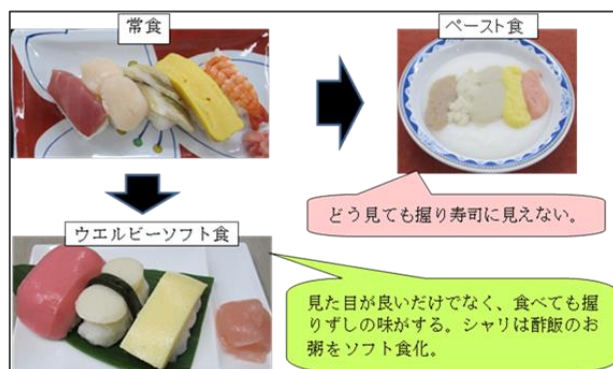 常食
ペースト食
どう見ても握り寿司に見えない。
ウエルビーソフト食
見た目が良いだけでなく、食べても握
りずしの味がする。シャリは酢飯のお
粥をソフト食化。